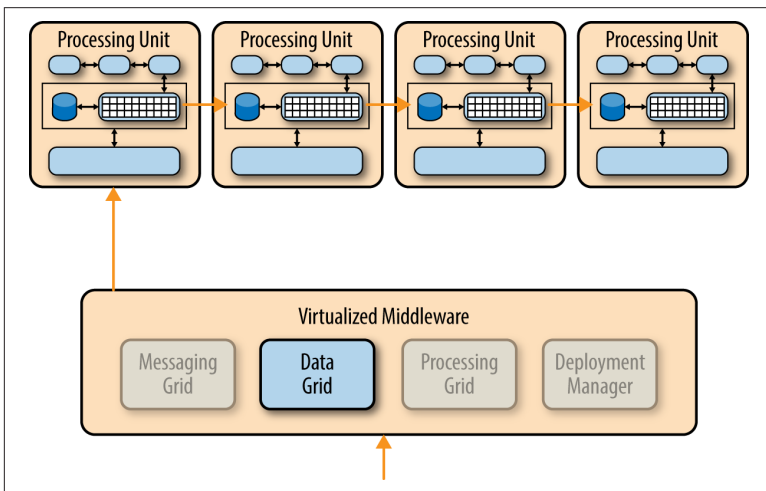 Processing Unit
Processing Unit
Processing Unit
Processing Unit
Virtualized Middleware
Messaging
Grid
Data
Grid
Processing
Grid
Deployment
Manager